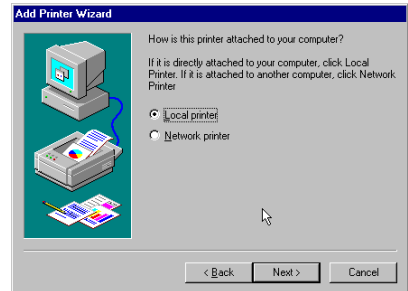 Add Printer Wizard
How is this printer attached to your computer?
If it is directly attached to your computer, click Local
Printer. If it is attached to another computer, click Network
Printer
Local printer
Network printer
< Back
Next >
Cancel